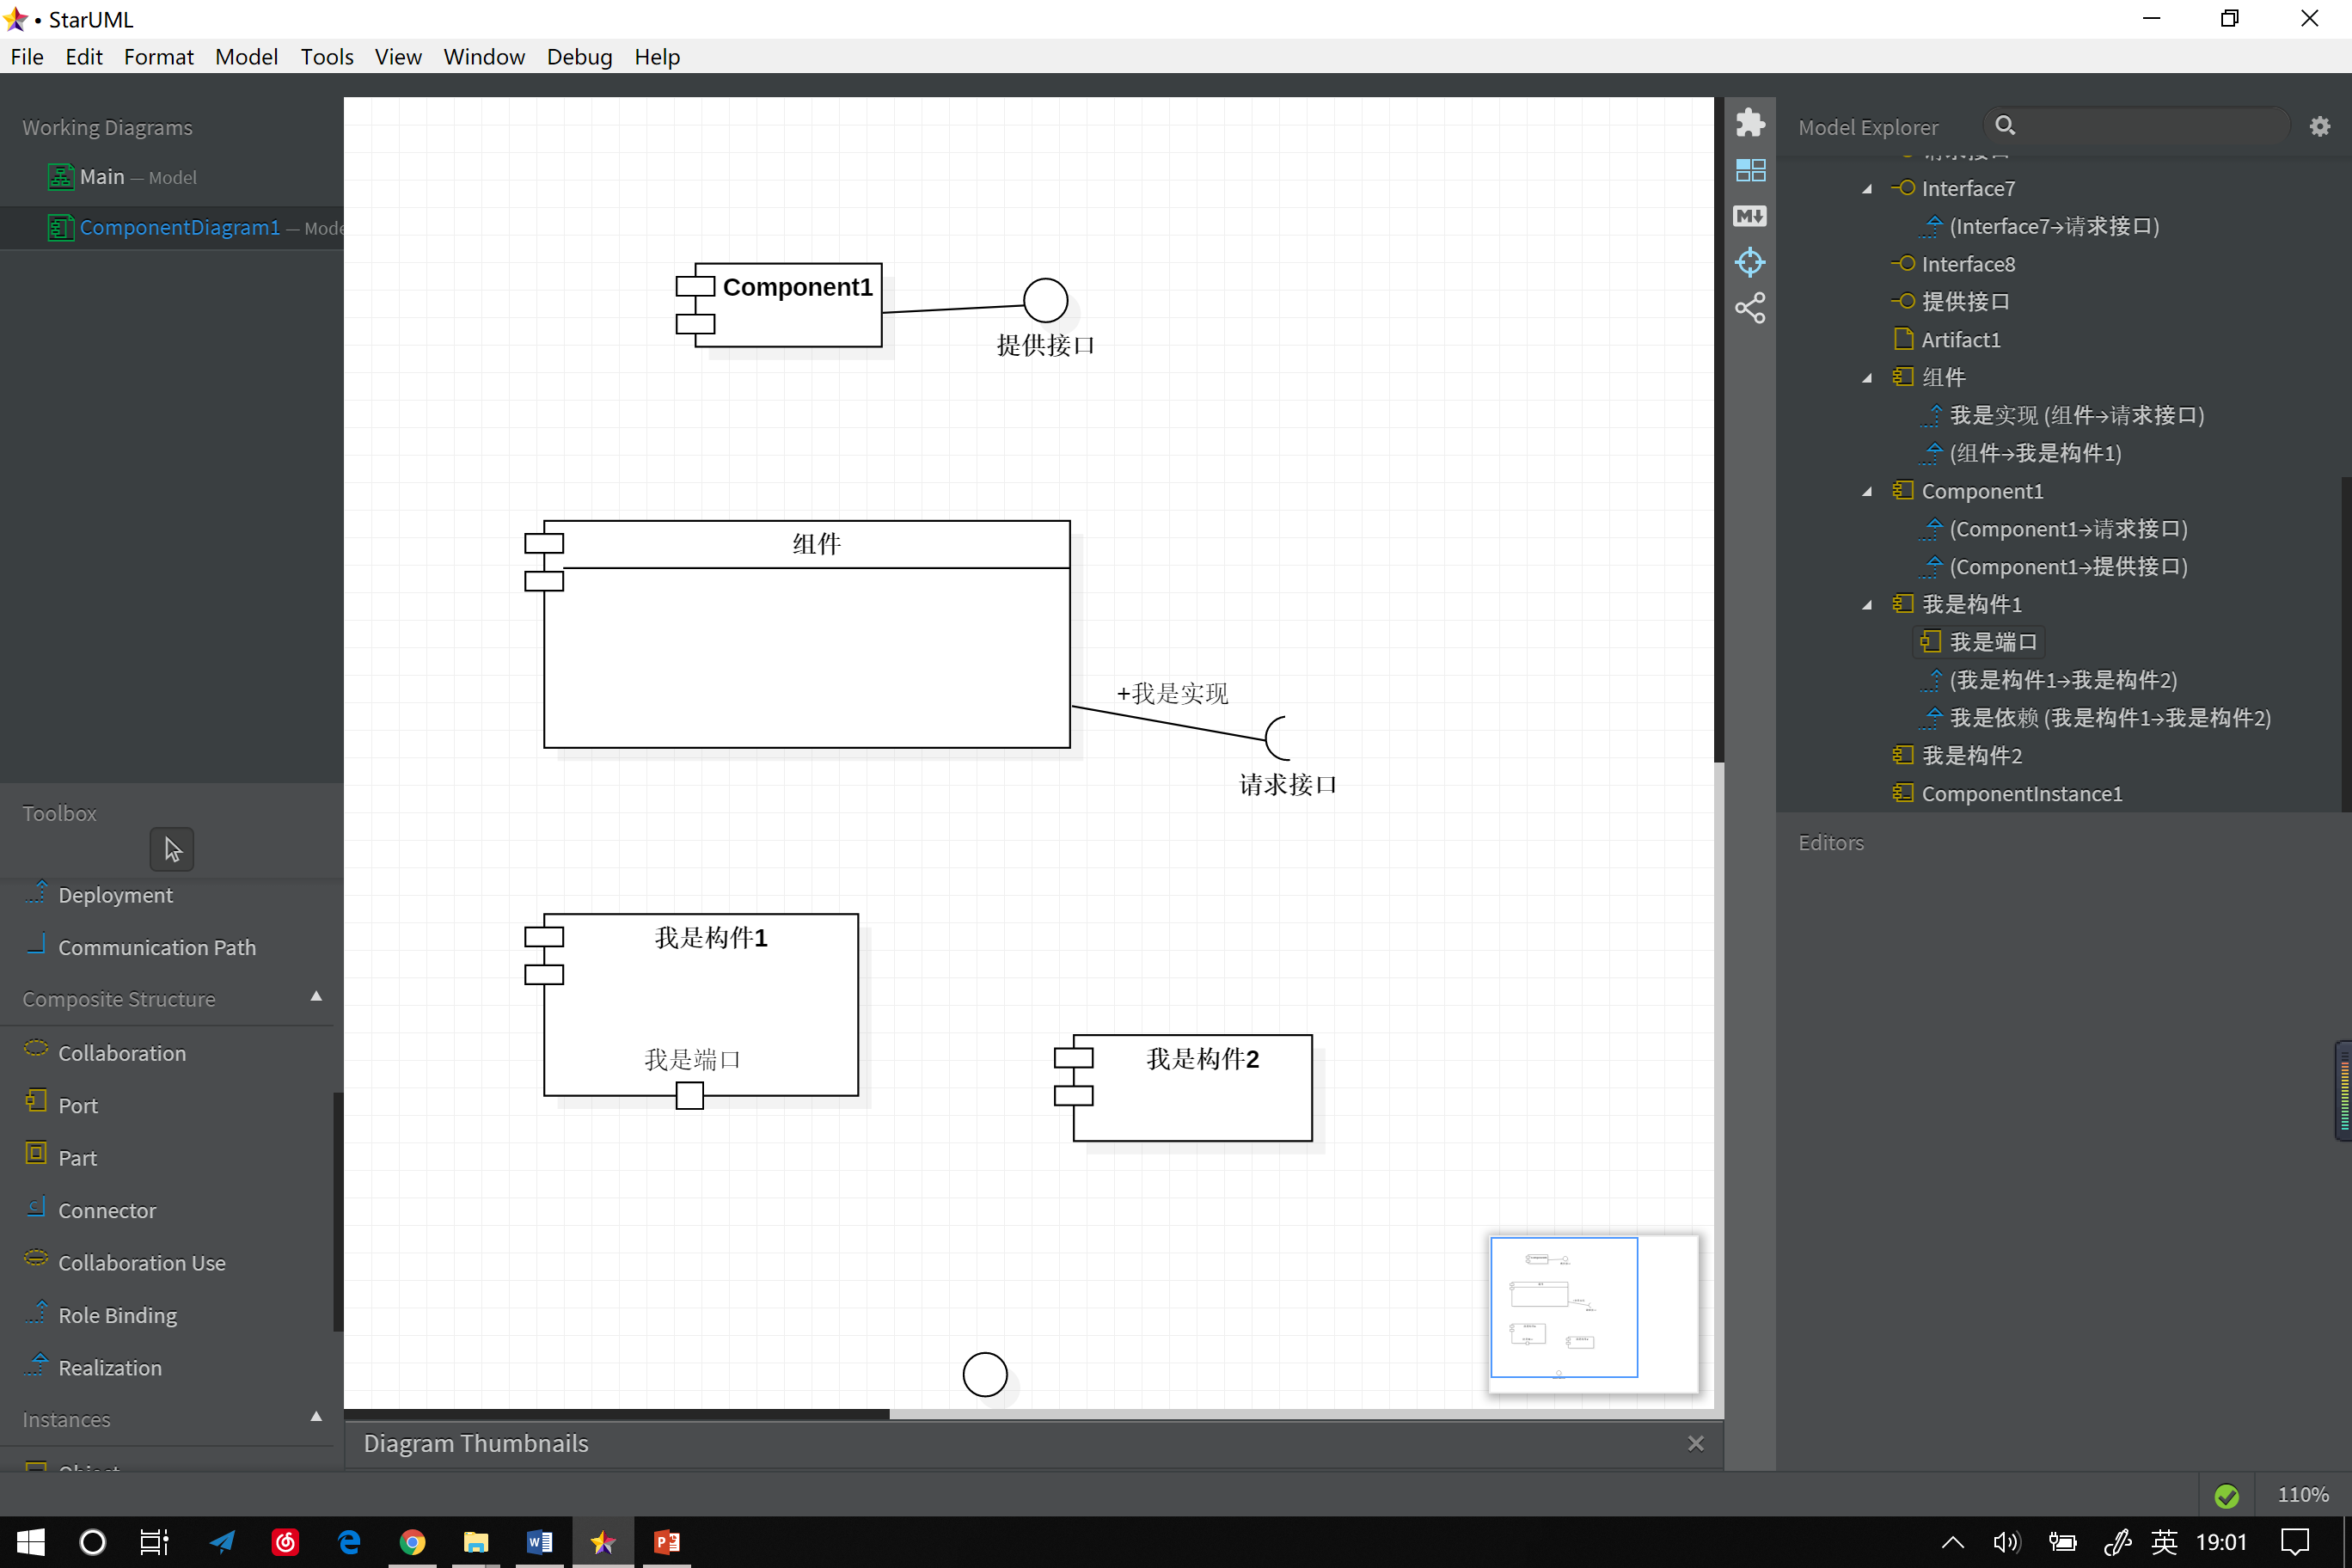 • StarUML
File Edit Format Model Tools View Window Debug Help
Working Diagrams
Main — Model
ComponentDiagram1 — Mode
Toolbox
Deployment
Communication Path
Composite Structure
Collaboration
Port
Part
Connector
Collaboration Use
Role Binding
Realization
Instances
Object
Component1
提供接口
组件
+我是实现
请求接口
我是构件1
我是端口
我是构件2
Diagram Thumbnails
M
Model Explorer
请求接口
Interface7
(Interface7→请求接口)
Interface8
提供接口
Artifact1
组件
我是实现 (组件→请求接口)
(组件→我是构件1)
Component1
(Component1→请求接口)
(Component1→提供接口)
我是构件1
我是端口
(我是构件1→我是构件2)
我是依赖 (我是构件1→我是构件2)
我是构件2
ComponentInstance1
Editors
110%
英 19:01